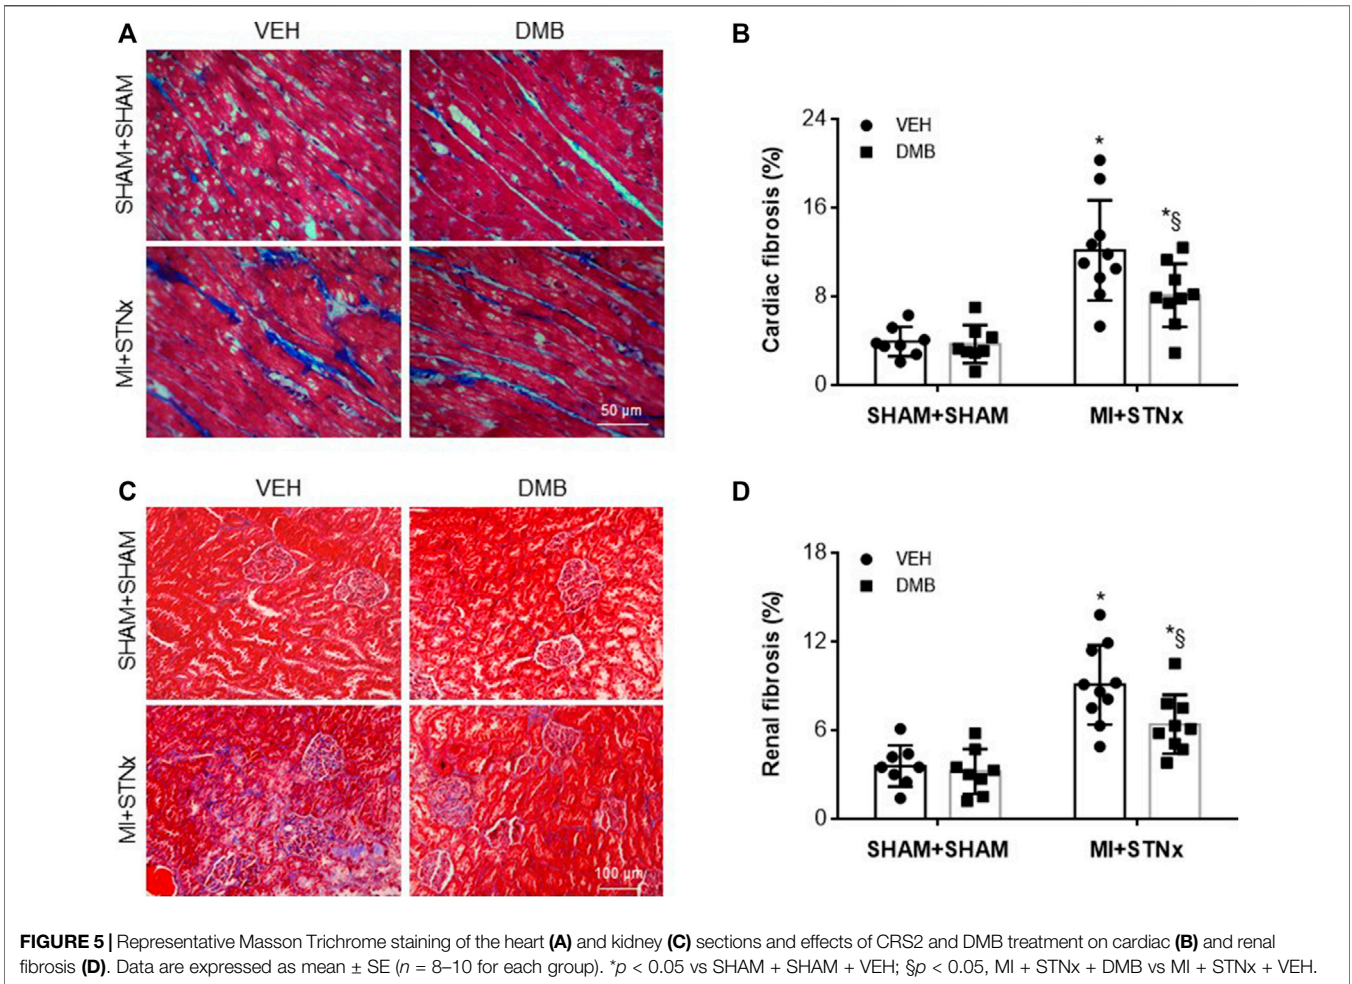 A
VEH
DMB
SHAM+SHAM
MI+STNx
50 µm
B
24
16
8
0
Cardiac fibrosis (%)
VEH
DMB
*
*§
SHAM+SHAM
MI+STNx
C
VEH
DMB
SHAM+SHAM
MI+STNx
100 µm
D
18
12
6
0
Renal fibrosis (%)
VEH
DMB
*
*§
SHAM+SHAM
MI+STNx
FIGURE 5 | Representative Masson Trichrome staining of the heart (A) and kidney (C) sections and effects of CRS2 and DMB treatment on cardiac (B) and renal
fibrosis (D). Data are expressed as mean ± SE (n = 8–10 for each group). *p < 0.05 vs SHAM + SHAM + VEH; §p < 0.05, MI + STNx + DMB vs MI + STNx + VEH.